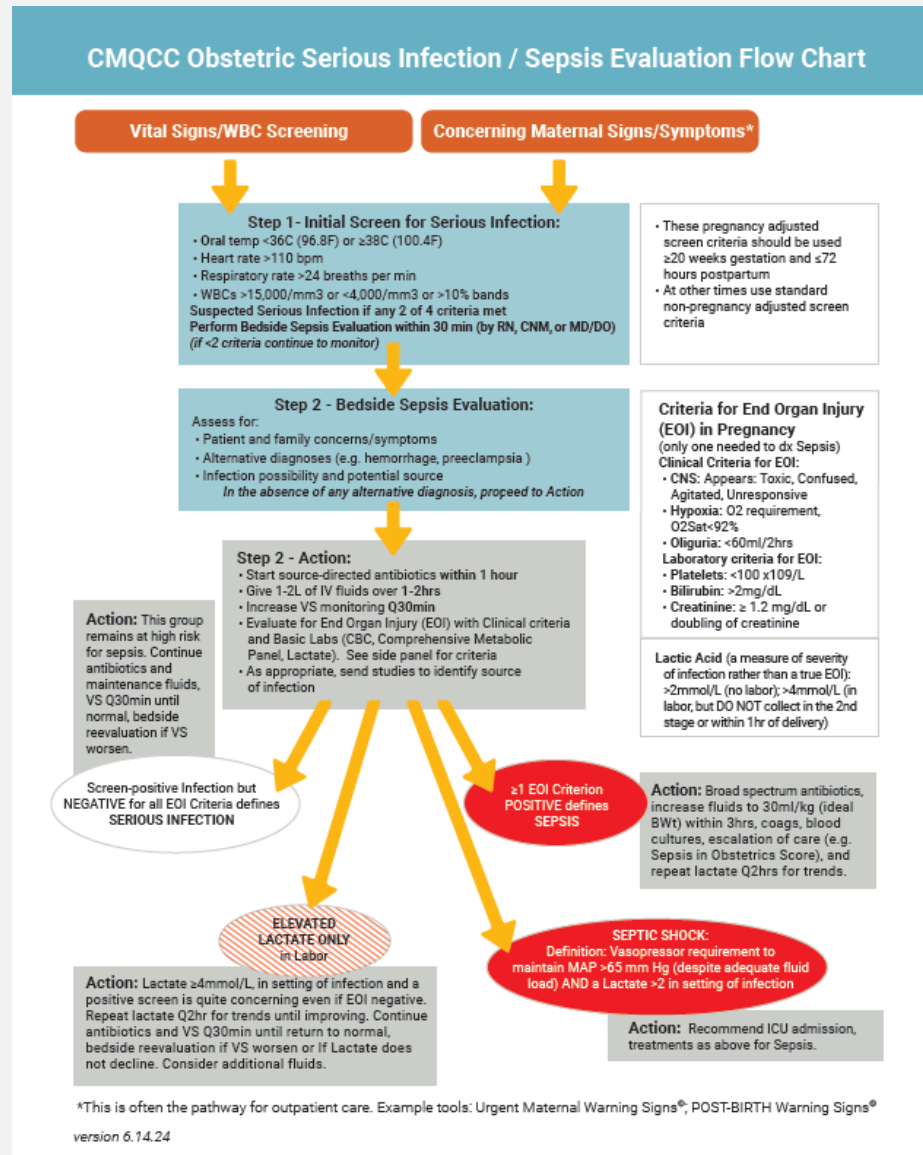 CMQCC Obstetric Serious Infection / Sepsis Evaluation Flow Chart
Vital Signs/WBC Screening
Concerning Maternal Signs/Symptoms*
Step 1- Initial Screen for Serious Infection:
• Oral temp <36C (96.8F) or ≥38C (100.4F)
• Heart rate >110 bpm
• Respiratory rate >24 breaths per min
• WBCs >15,000/mm3 or <4,000/mm3 or >10% bands
Suspected Serious Infection if any 2 of 4 criteria met
Perform Bedside Sepsis Evaluation within 30 min (by RN, CNM, or MD/DO)
(if <2 criteria continue to monitor)
• These pregnancy adjusted
screen criteria should be used
≥20 weeks gestation and ≤72
hours postpartum
• At other times use standard
non-pregnancy adjusted screen
criteria
Step 2 - Bedside Sepsis Evaluation:
Assess for:
• Patient and family concerns/symptoms
• Alternative diagnoses (e.g. hemorrhage, preeclampsia )
• Infection possibility and potential source
In the absence of any alternative diagnosis, proceed to Action
Criteria for End Organ Injury
(EOI) in Pregnancy
(only one needed to dx Sepsis)
Clinical Criteria for EOI:
• CNS: Appears: Toxic, Confused,
Agitated, Unresponsive
• Hypoxia: O2 requirement,
O2Sat<92%
• Oliguria: <60ml/2hrs
Laboratory criteria for EOI:
• Platelets: <100 x109/L
• Bilirubin: >2mg/dL
• Creatinine: ≥ 1.2 mg/dL or
doubling of creatinine
Lactic Acid (a measure of severity
of infection rather than a true EOI):
>2mmol/L (no labor); >4mmol/L (in
labor, but DO NOT collect in the 2nd
stage or within 1hr of delivery)
Step 2 - Action:
• Start source-directed antibiotics within 1 hour
• Give 1-2L of IV fluids over 1-2hrs
• Increase VS monitoring Q30min
• Evaluate for End Organ Injury (EOI) with Clinical criteria
and Basic Labs (CBC, Comprehensive Metabolic
Panel, Lactate). See side panel for criteria
• As appropriate, send studies to identify source
of infection
Action: This group
remains at high risk
for sepsis. Continue
antibiotics and
maintenance fluids,
VS Q30min until
normal, bedside
reevaluation if VS
worsen.
Screen-positive Infection but
NEGATIVE for all EOI Criteria defines
SERIOUS INFECTION
≥1 EOI Criterion
POSITIVE defines
SEPSIS
Action: Broad spectrum antibiotics,
increase fluids to 30ml/kg (ideal
BWt) within 3hrs, coags, blood
cultures, escalation of care (e.g.
Sepsis in Obstetrics Score), and
repeat lactate Q2hrs for trends.
ELEVATED
LACTATE ONLY
in Labor
Action: Lactate ≥4mmol/L, in setting of infection and a
positive screen is quite concerning even if EOI negative.
Repeat lactate Q2hr for trends until improving. Continue
antibiotics and VS Q30min until return to normal,
bedside reevaluation if VS worsen or If Lactate does
not decline. Consider additional fluids.
SEPTIC SHOCK:
Definition: Vasopressor requirement to
maintain MAP >65 mm Hg (despite adequate fluid
load) AND a Lactate >2 in setting of infection
Action: Recommend ICU admission,
treatments as above for Sepsis.
*This is often the pathway for outpatient care. Example tools: Urgent Maternal Warning Signs©; POST-BIRTH Warning Signs©
version 6.14.24